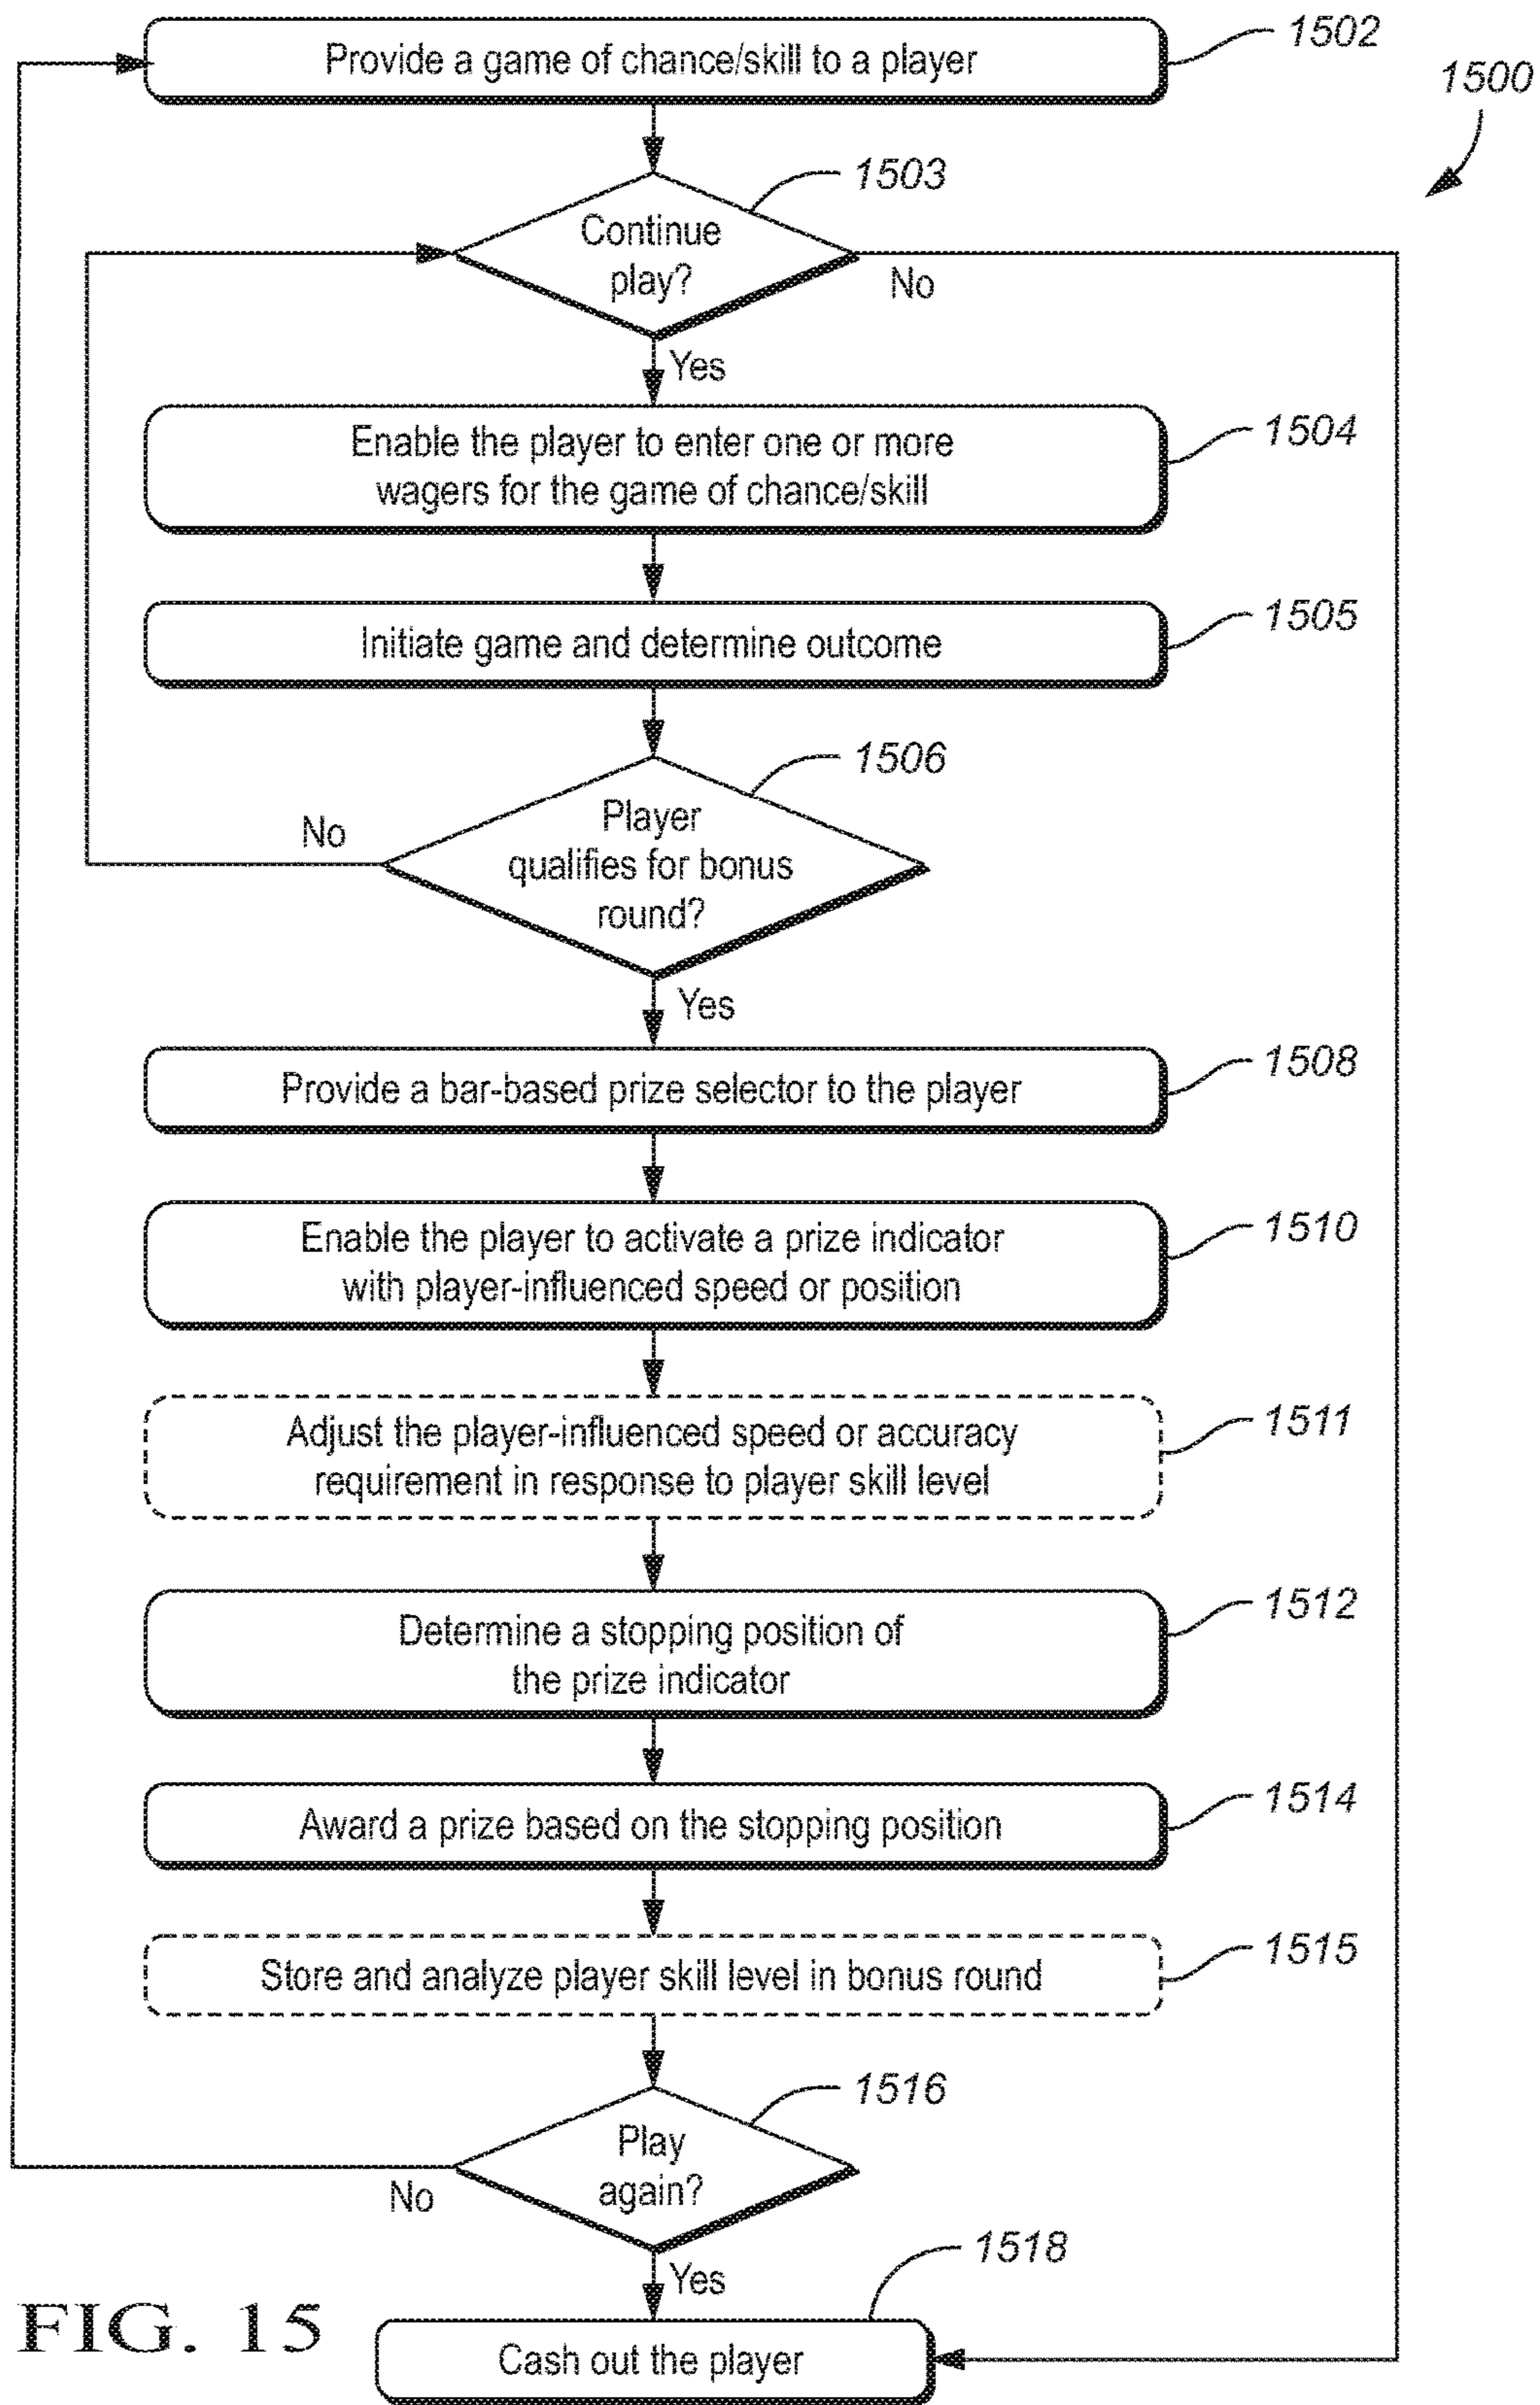 1502
Provide a game of chance/skill to a player
1500
1503
Continue
play?
No
Yes
1504
Enable the player to enter one or more
wagers for the game of chance/skill
1505
Initiate game and determine outcome
1506
Player
qualifies for bonus
round?
No
Yes
1508
Provide a bar-based prize selector to the player
1510
Enable the player to activate a prize indicator
with player-influenced speed or position
1511
Adjust the player-influenced speed or accuracy
requirement in response to player skill level
1512
Determine a stopping position of
the prize indicator
1514
Award a prize based on the stopping position
1515
Store and analyze player skill level in bonus round
1516
Play
again?
No
Yes
1518
Cash out the player
FIG. 15